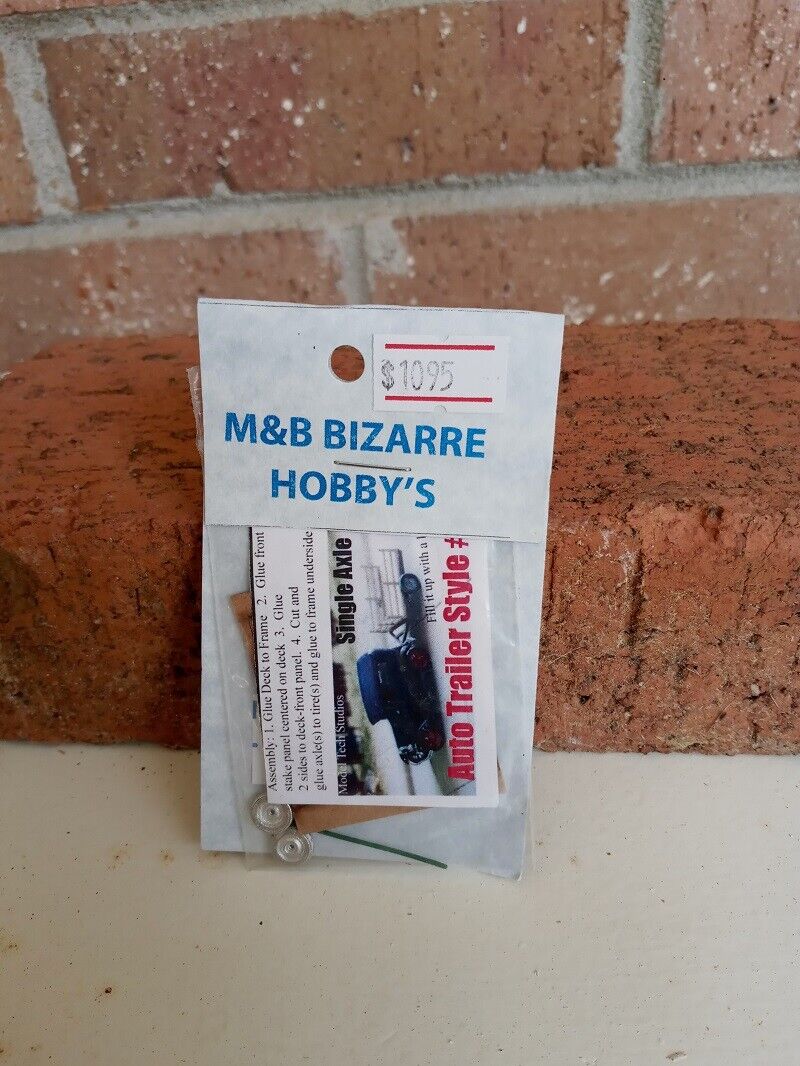 $1095
M&B BIZARRE
HOBBY'S
Assembly: 1. Glue Deck to Frame 2. Glue front
stake panel centered on deck 3. Glue
2 sides to deck-front panel. 4. Cut and
glue axle(s) to tire(s) and glue to frame underside
Model Tech Studios
Single Axle
Fill it up with a
Auto Trailer Style #